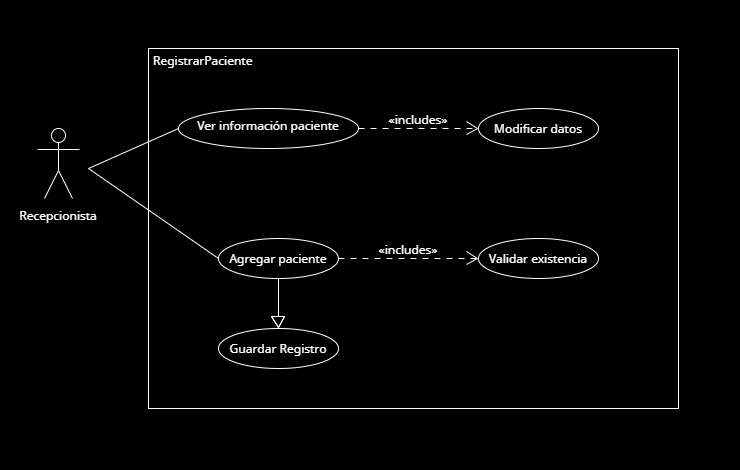 RegistrarPaciente
Ver información paciente
«includes»
Modificar datos
Recepcionista
Agregar paciente
«includes»
Validar existencia
Guardar Registro